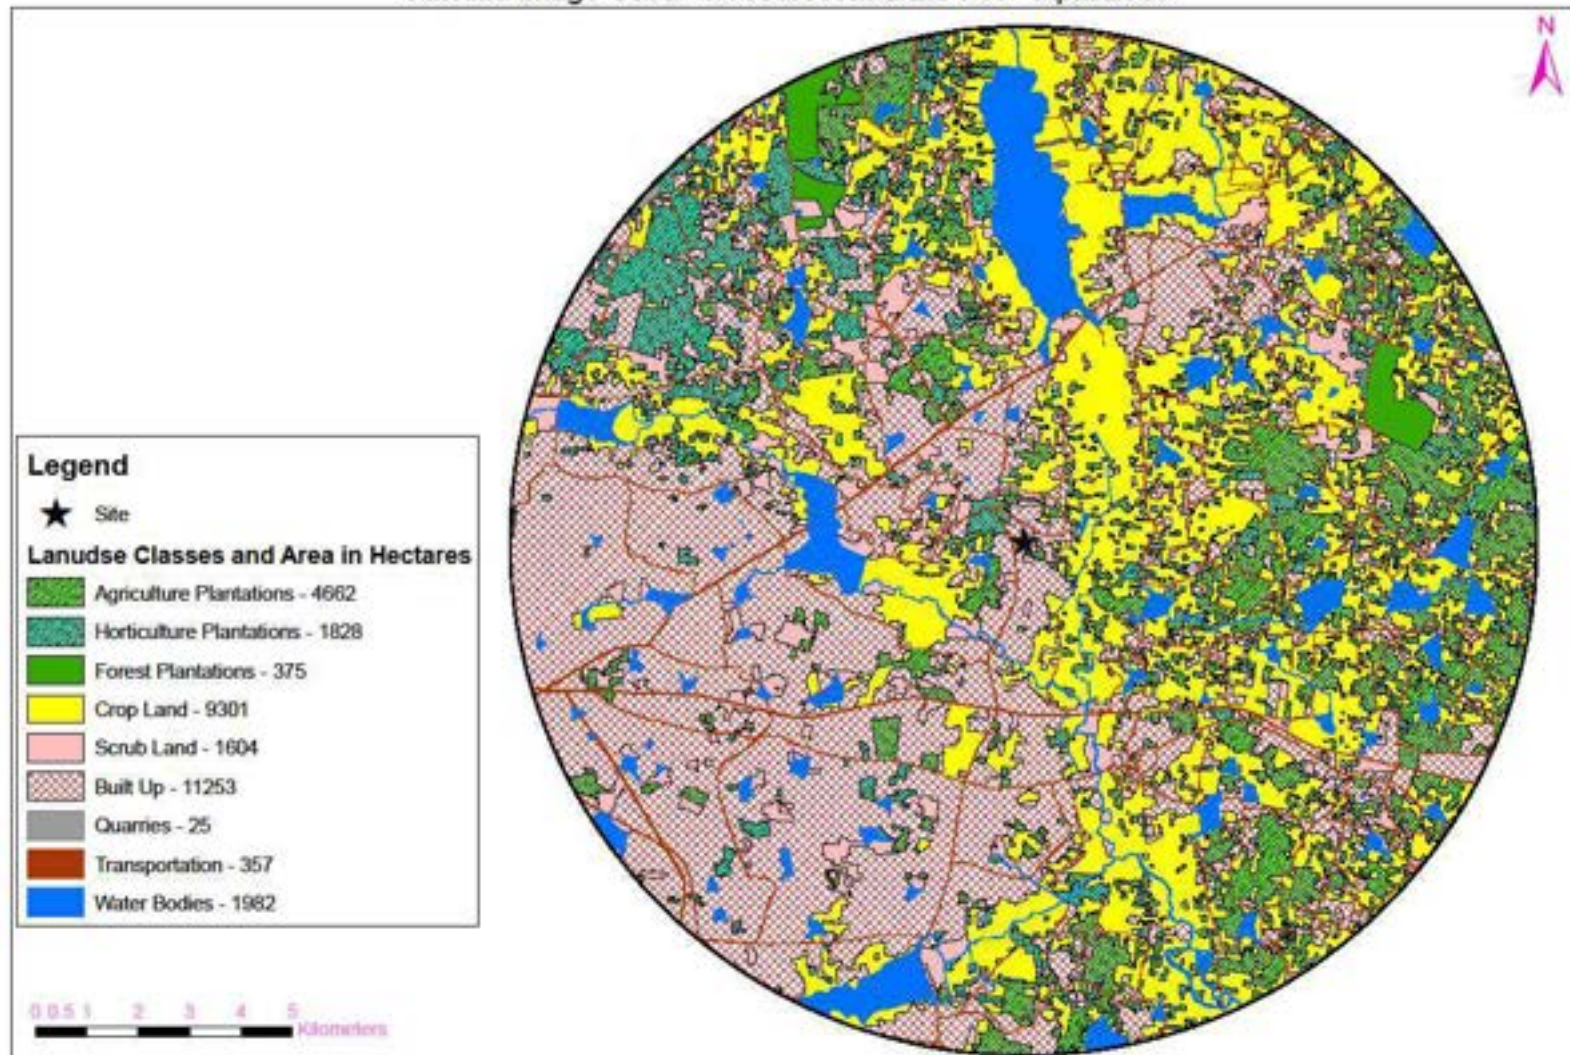 N
Legend
Site
Lanudse Classes and Area in Hectares
Agriculture Plantations - 4662
Horticulture Plantations - 1828
Forest Plantations - 375
Crop Land - 9301
Scrub Land - 1604
Built Up - 11253
Quarries - 25
Transportation - 357
Water Bodies - 1982
0 0.5 1 2 3 4 5
Kilometers